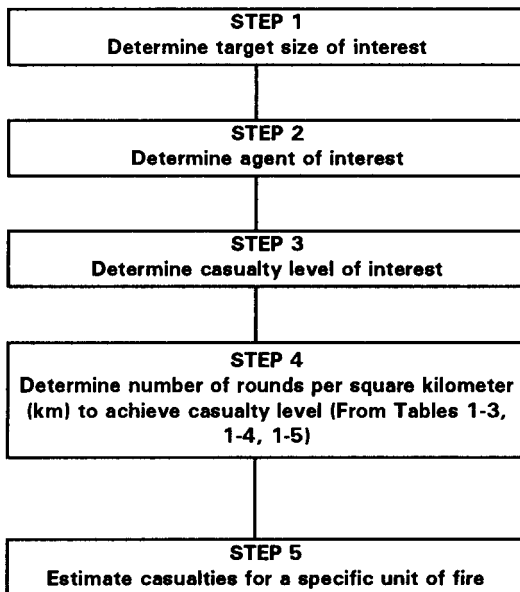 STEP 1
Determine target size of interest
STEP 2
Determine agent of interest
STEP 3
Determine casualty level of interest
STEP 4
Determine number of rounds per square kilometer
(km) to achieve casualty level (From Tables 1-3,
1-4, 1-5)
STEP 5
Estimate casualties for a specific unit of fire